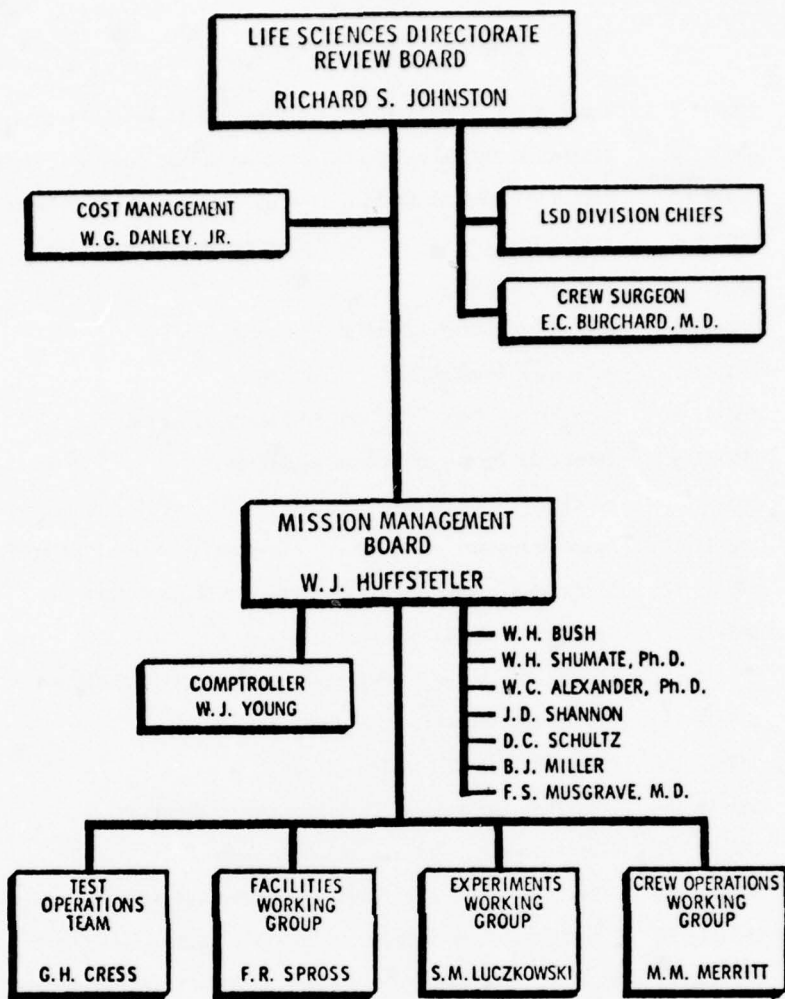 LIFE SCIENCES DIRECTORATE
REVIEW BOARD
RICHARD S. JOHNSTON
COST MANAGEMENT
W. G. DANLEY, JR.
LSD DIVISION CHIEFS
CREW SURGEON
E.C. BURCHARD, M.D.
MISSION MANAGEMENT
BOARD
W. J. HUFFSTETLER
COMPTROLLER
W. J. YOUNG
W. H. BUSH
W. H. SHUMATE, Ph. D.
W. C. ALEXANDER, Ph. D.
J. D. SHANNON
D. C. SCHULTZ
B. J. MILLER
F. S. MUSGRAVE, M. D.
TEST
OPERATIONS
TEAM
G. H. CRESS
FACILITIES
WORKING
GROUP
F. R. SPROSS
EXPERIMENTS
WORKING
GROUP
S.M. LUCZKOWSKI
CREW OPERATIONS
WORKING
GROUP
M. M. MERRITT